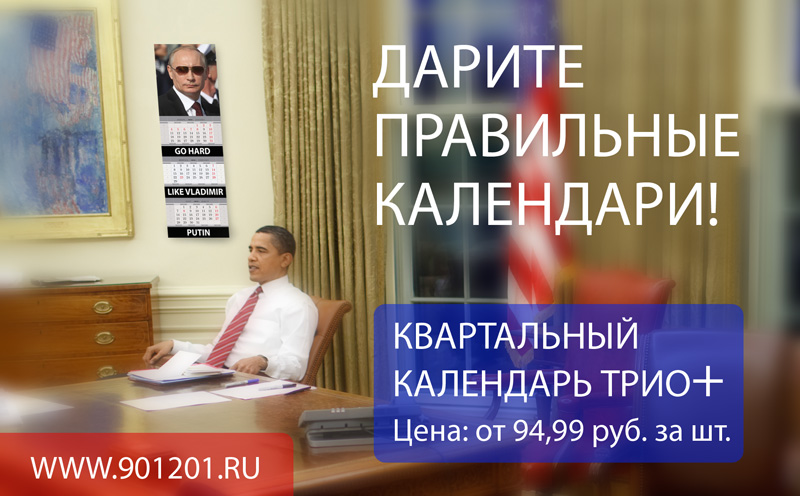 ДАРИТЕ
ПРАВИЛЬНЫЕ
КАЛЕНДАРИ!
GO HARD
LIKE VLADIMIR
PUTIN
КВАРТАЛЬНЫЙ
КАЛЕНДАРЬ ТРИО+
Цена: от 94,99 руб. за шт.
WWW.901201.RU